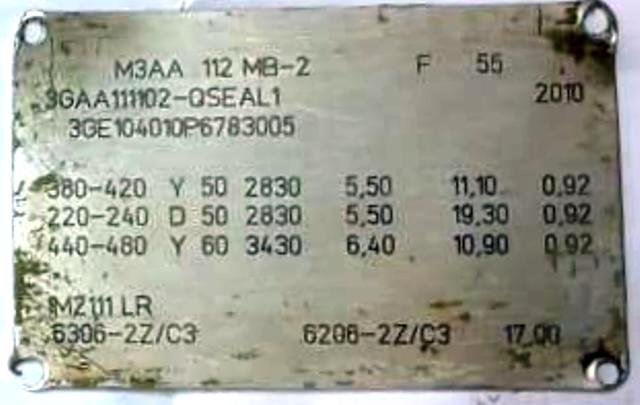 M3AA 112 MB-2 F 55
3GAA111102-QSEAL1 2010
3GE104010P6783005
380-420 Y 50 2830 5,50 11,10 0,92
220-240 D 50 2830 5,50 19,30 0,92
440-480 Y 60 3430 6,40 10,90 0,92
MZ111 LR
6306-2Z/C3 6206-2Z/C3 17,00